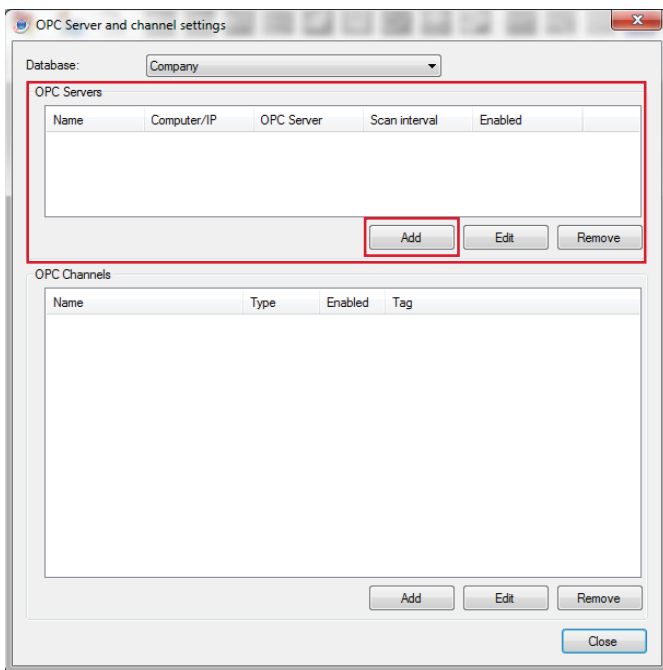 OPC Server and channel settings
Database: Company
OPC Servers
Name Computer/IP OPC Server Scan interval Enabled
Add Edit Remove
OPC Channels
Name Type Enabled Tag
Add Edit Remove
Close